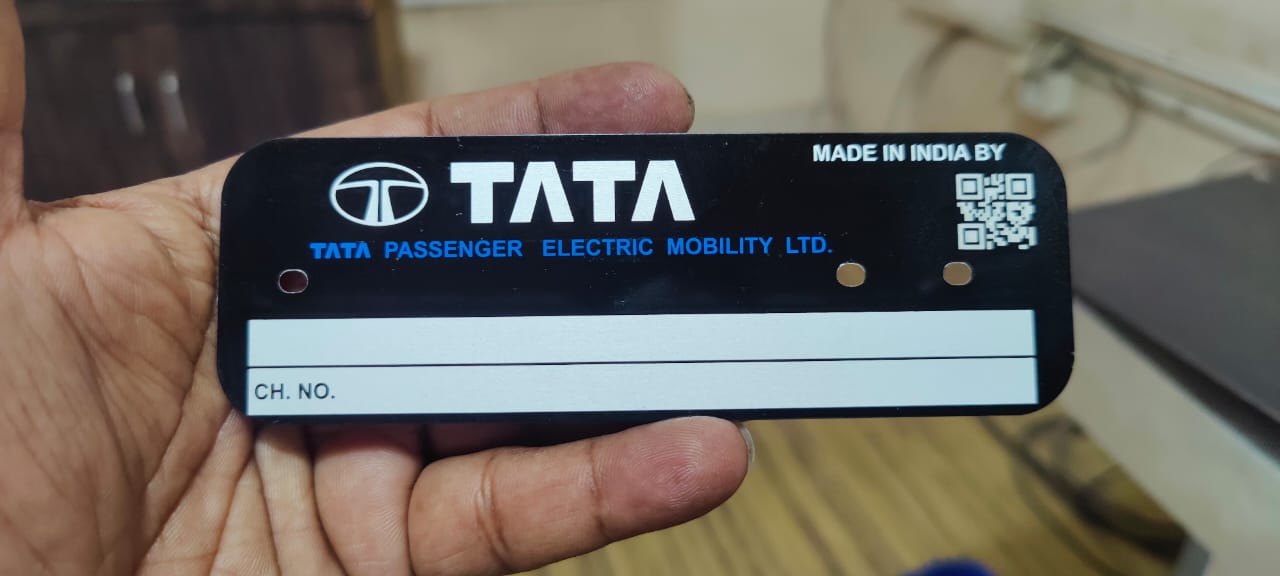 TATA
MADE IN INDIA BY
TATA PASSENGER ELECTRIC MOBILITY LTD.
CH. NO.